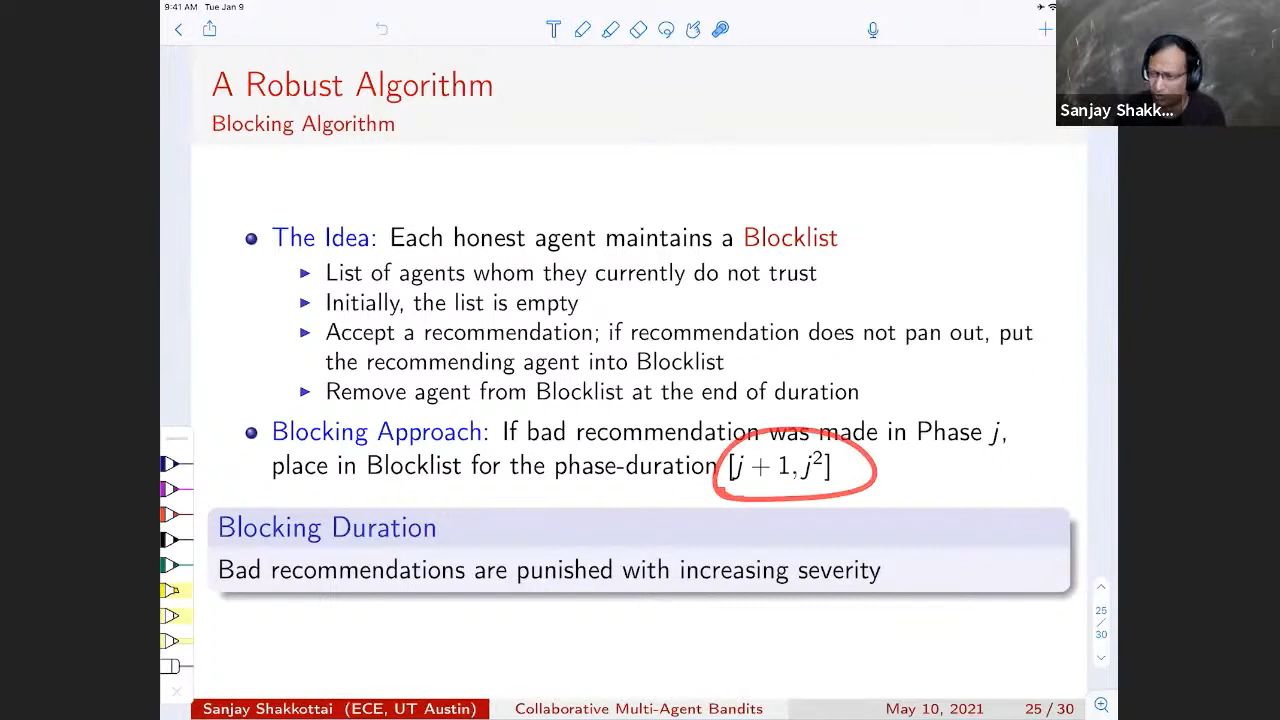 9:41 AM Tue Jan 9
Sanjay Shakk...
A Robust Algorithm
Blocking Algorithm
The Idea: Each honest agent maintains a Blocklist
List of agents whom they currently do not trust
Initially, the list is empty
Accept a recommendation; if recommendation does not pan out, put
the recommending agent into Blocklist
Remove agent from Blocklist at the end of duration
Blocking Approach: If bad recommendation was made in Phase j,
place in Blocklist for the phase-duration [j + 1, j²]
Blocking Duration
Bad recommendations are punished with increasing severity
25
/
30
Sanjay Shakkottai (ECE, UT Austin) Collaborative Multi-Agent Bandits May 10, 2021 25 / 30